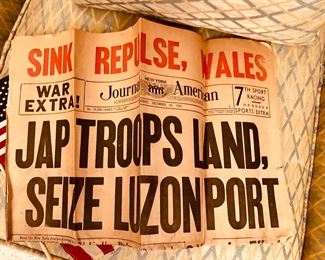 SINK REPULSE, WALES
WAR
EXTRA!
NEW YORK
Journal American
7TH SPORT
RACING
SPORTS EXTRA
JAP TROOPS LAND,
SEIZE LUZON PORT